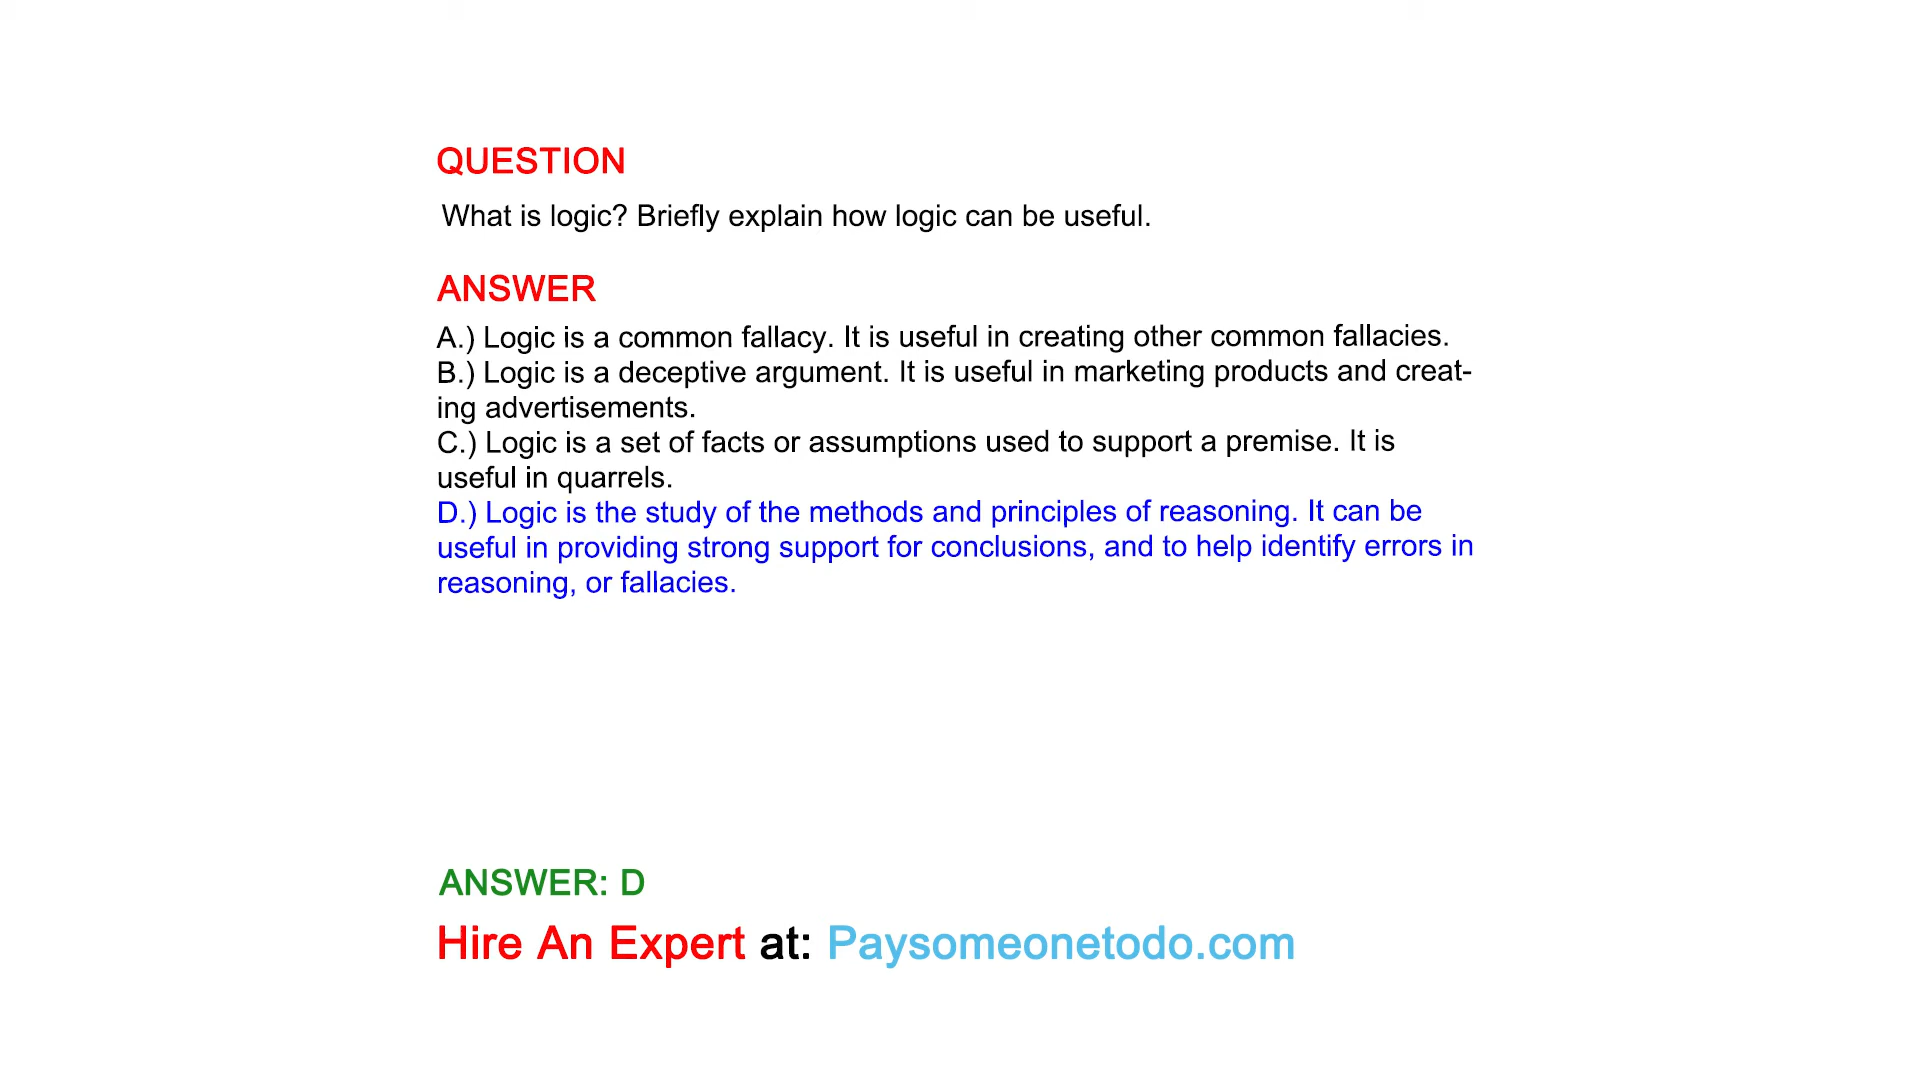 QUESTION
What is logic? Briefly explain how logic can be useful.
ANSWER
A.) Logic is a common fallacy. It is useful in creating other common fallacies.
B.) Logic is a deceptive argument. It is useful in marketing products and creat-
ing advertisements.
C.) Logic is a set of facts or assumptions used to support a premise. It is
useful in quarrels.
D.) Logic is the study of the methods and principles of reasoning. It can be
useful in providing strong support for conclusions, and to help identify errors in
reasoning, or fallacies.
ANSWER: D
Hire An Expert at: Paysomeonetodo.com